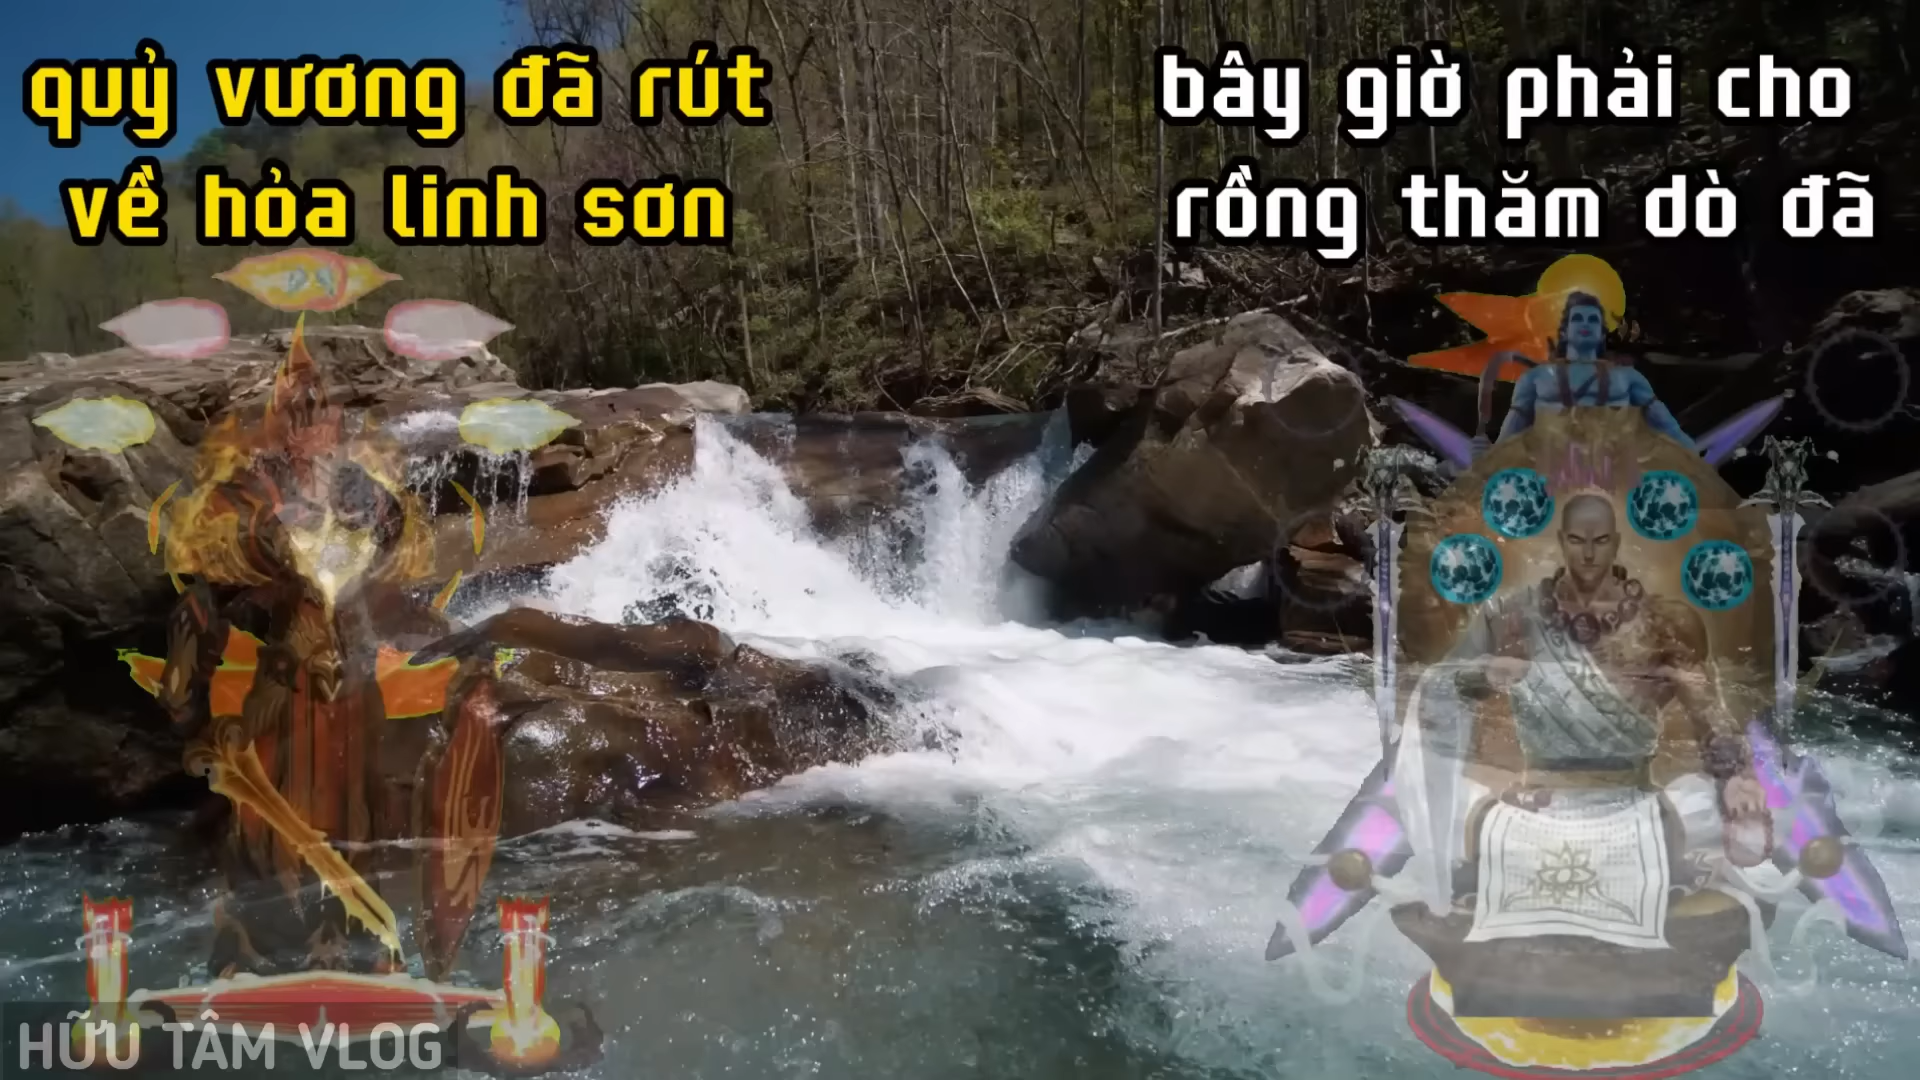 quỷ vương đã rút
về hỏa linh sơn
bây giờ phải cho
rồng thăm dò đã
HỮU TÂM VLOG